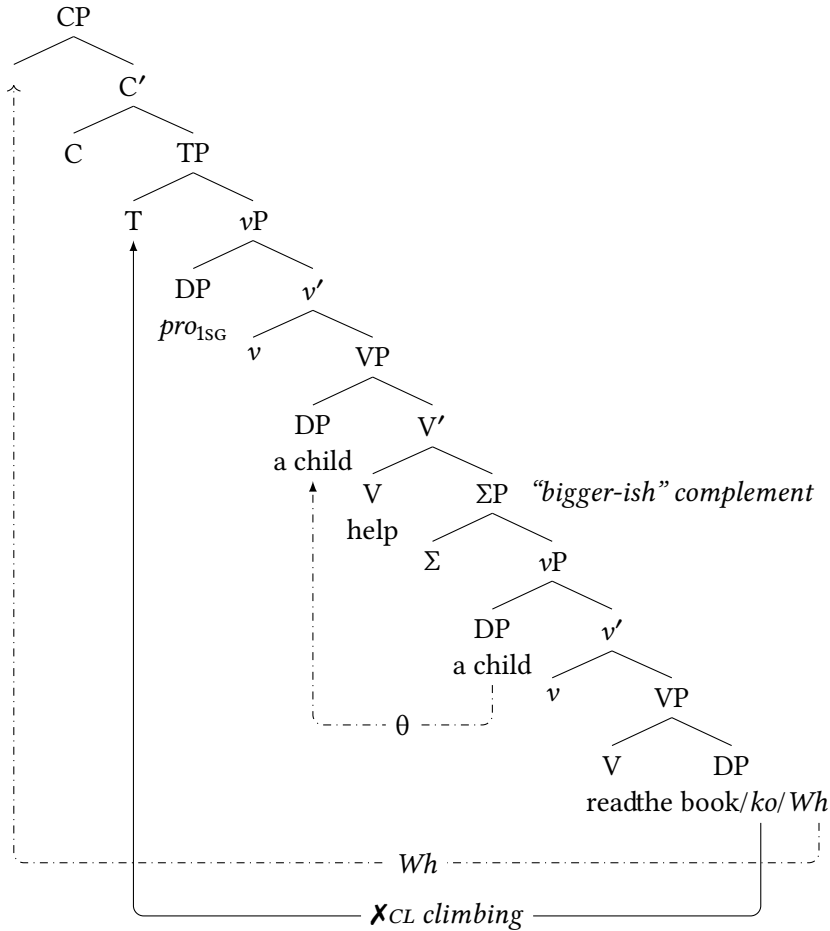 CP
C′
C TP
T vP
DP v′
pro1SG v VP
DP V′
a child V ΣP “bigger-ish” complement
help Σ vP
DP v′
a child v VP
θ
V DP
readthe book/ko/Wh
Wh
✗CL climbing